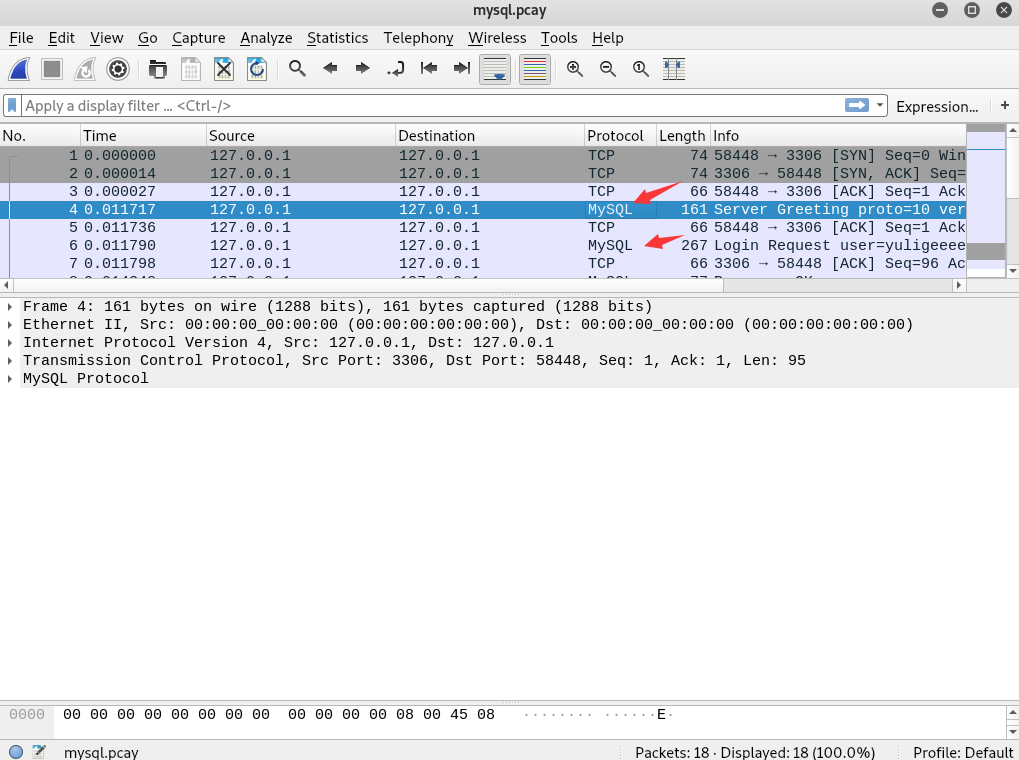 mysql.pcay
File Edit View Go Capture Analyze Statistics Telephony Wireless Tools Help
Apply a display filter ... <Ctrl-/> Expression... +
No. Time Source Destination Protocol Length Info
1 0.000000 127.0.0.1 127.0.0.1 TCP 74 58448 → 3306 [SYN] Seq=0 Win
2 0.000014 127.0.0.1 127.0.0.1 TCP 74 3306 → 58448 [SYN, ACK] Seq=
3 0.000027 127.0.0.1 127.0.0.1 TCP 66 58448 → 3306 [ACK] Seq=1 Ack
4 0.011717 127.0.0.1 127.0.0.1 MySQL 161 Server Greeting proto=10 ver
5 0.011736 127.0.0.1 127.0.0.1 TCP 66 58448 → 3306 [ACK] Seq=1 Ack
6 0.011790 127.0.0.1 127.0.0.1 MySQL 267 Login Request user=yuligeeee
7 0.011798 127.0.0.1 127.0.0.1 TCP 66 3306 → 58448 [ACK] Seq=96 Ac
Frame 4: 161 bytes on wire (1288 bits), 161 bytes captured (1288 bits)
Ethernet II, Src: 00:00:00_00:00:00 (00:00:00:00:00:00), Dst: 00:00:00_00:00:00 (00:00:00:00:00:00)
Internet Protocol Version 4, Src: 127.0.0.1, Dst: 127.0.0.1
Transmission Control Protocol, Src Port: 3306, Dst Port: 58448, Seq: 1, Ack: 1, Len: 95
MySQL Protocol
0000 00 00 00 00 00 00 00 00 00 00 00 00 08 00 45 08 ········ ······E·
mysql.pcay Packets: 18 · Displayed: 18 (100.0%) Profile: Default